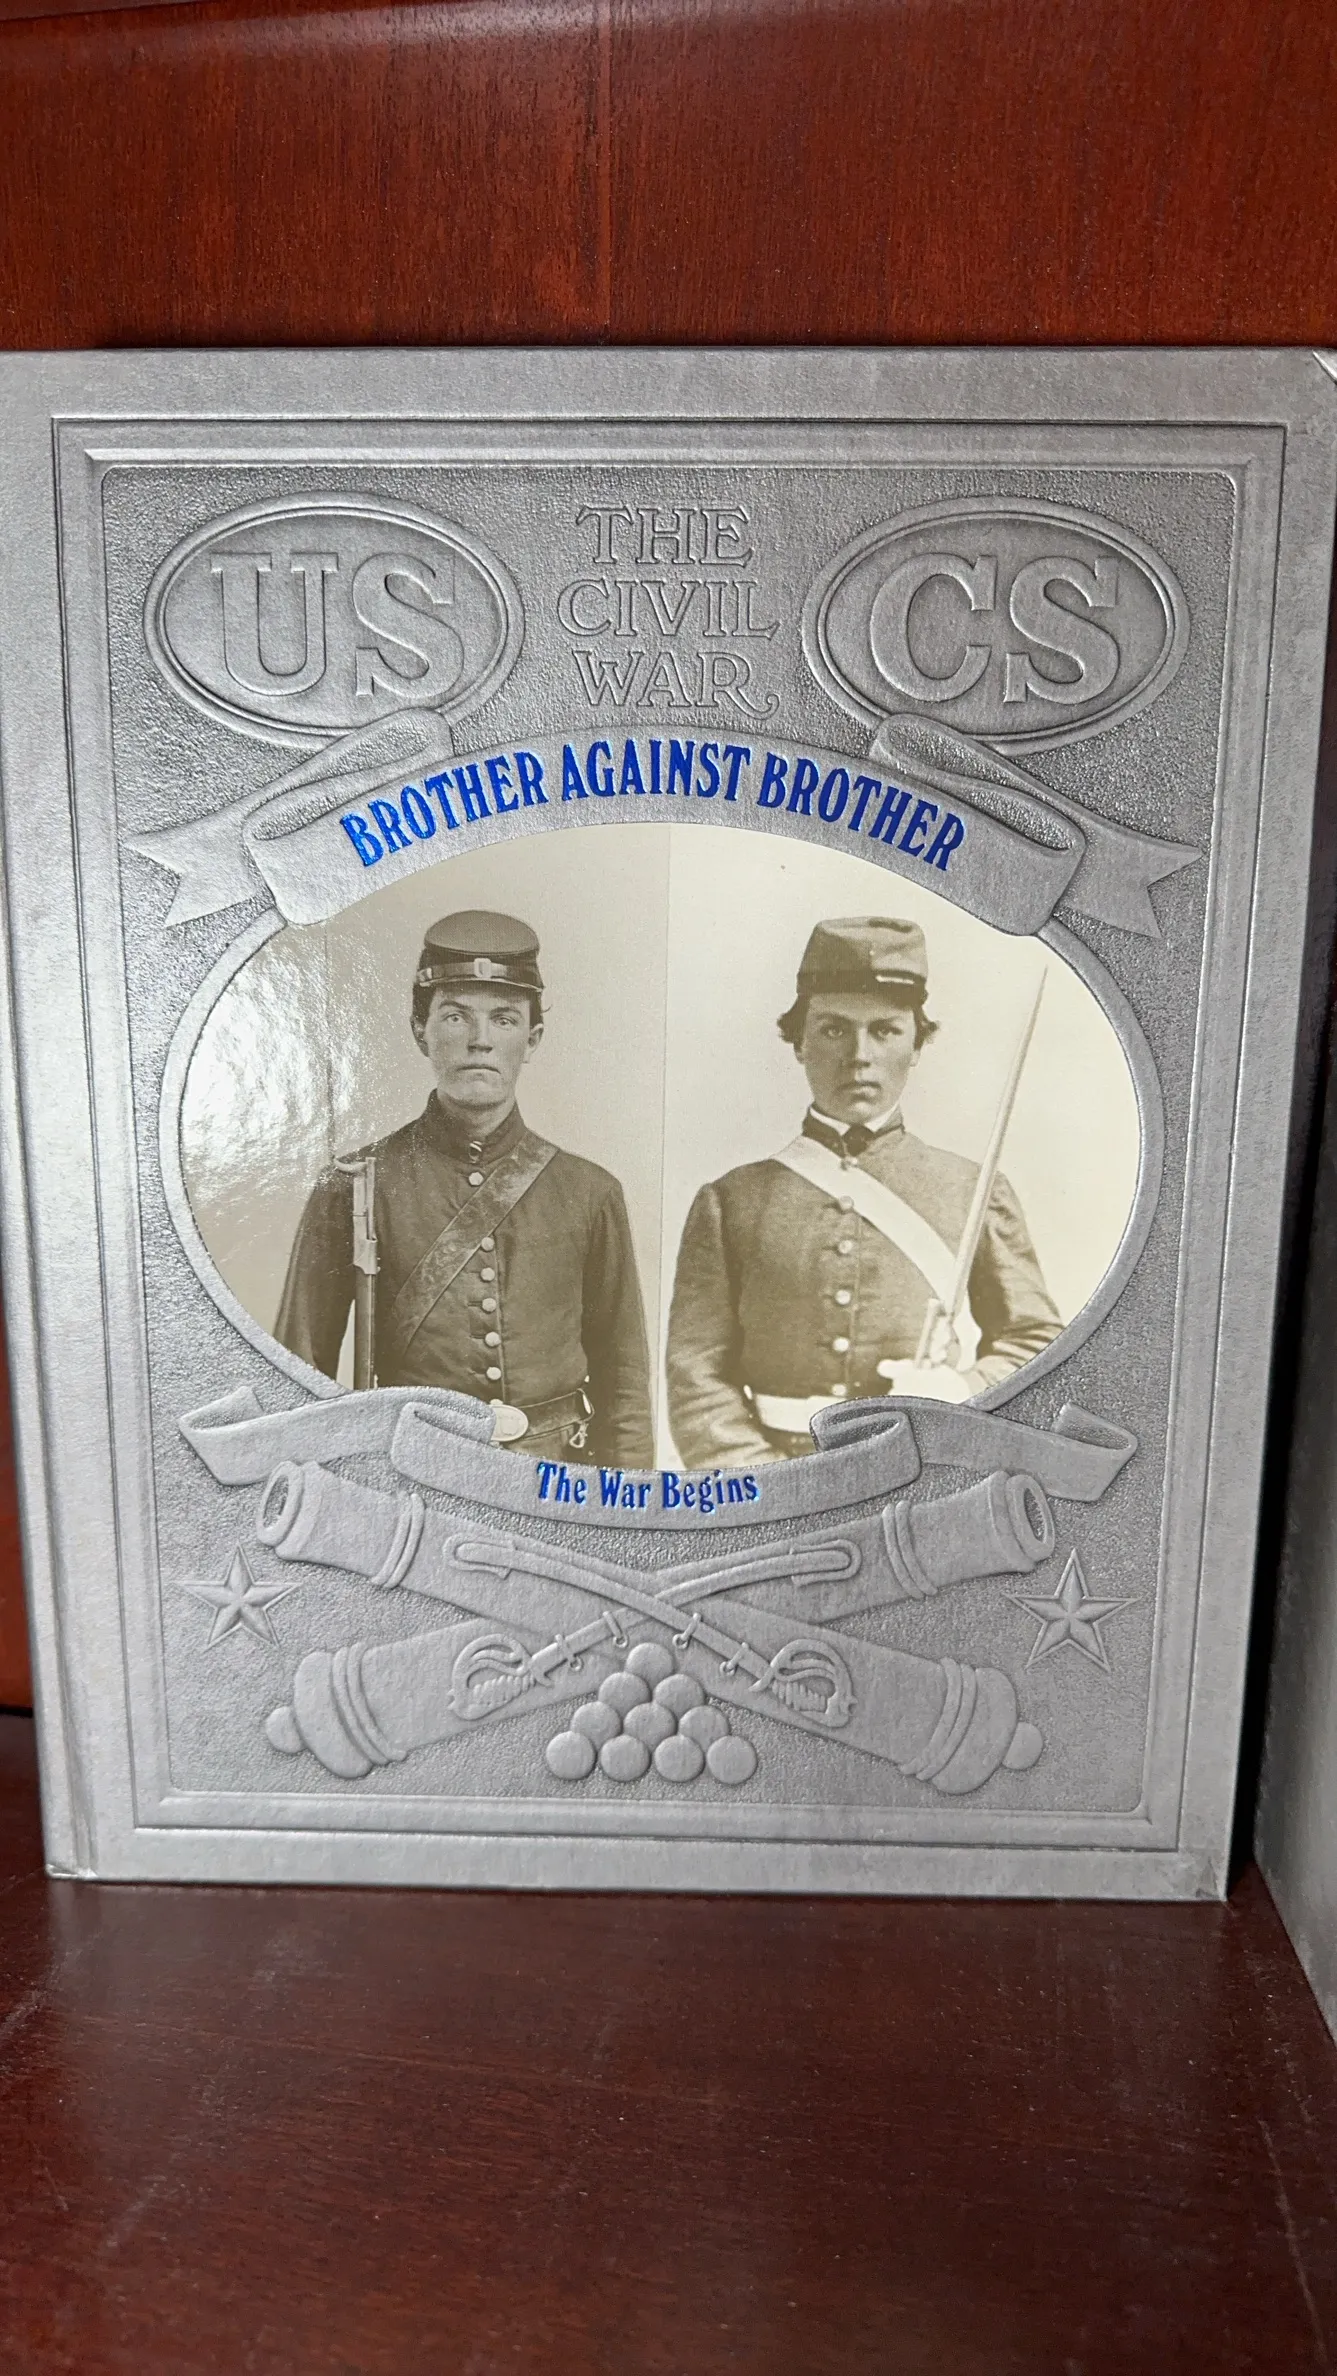 US
THE
CIVIL
WAR
CS
BROTHER AGAINST BROTHER
The War Begins